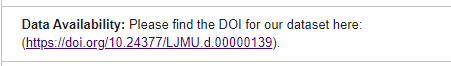 Data Availability: Please find the DOI for our dataset here:
(https://doi.org/10.24377/LJMU.d.00000139).